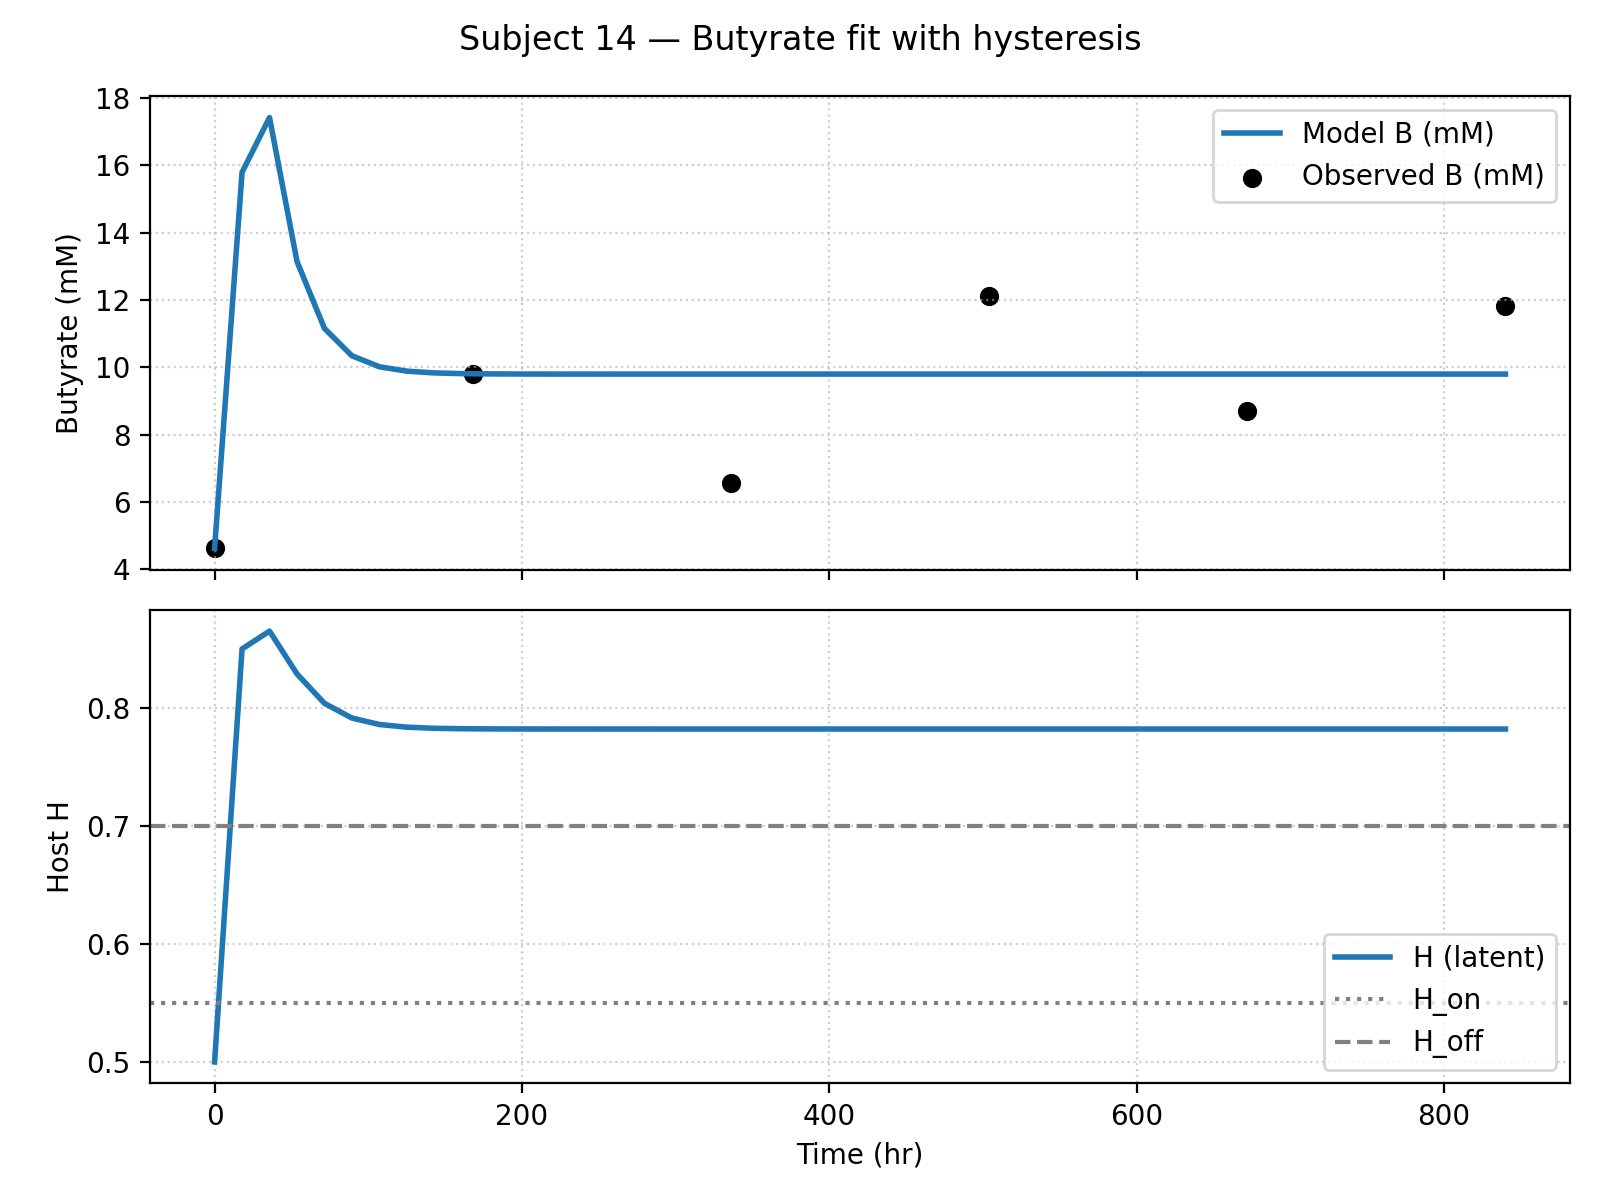 Subject 14 — Butyrate fit with hysteresis
18
16
14
12
10
8
6
4
Butyrate (mM)
Model B (mM)
Observed B (mM)
0.8
0.7
0.6
0.5
Host H
H (latent)
H_on
H_off
0 200 400 600 800
Time (hr)